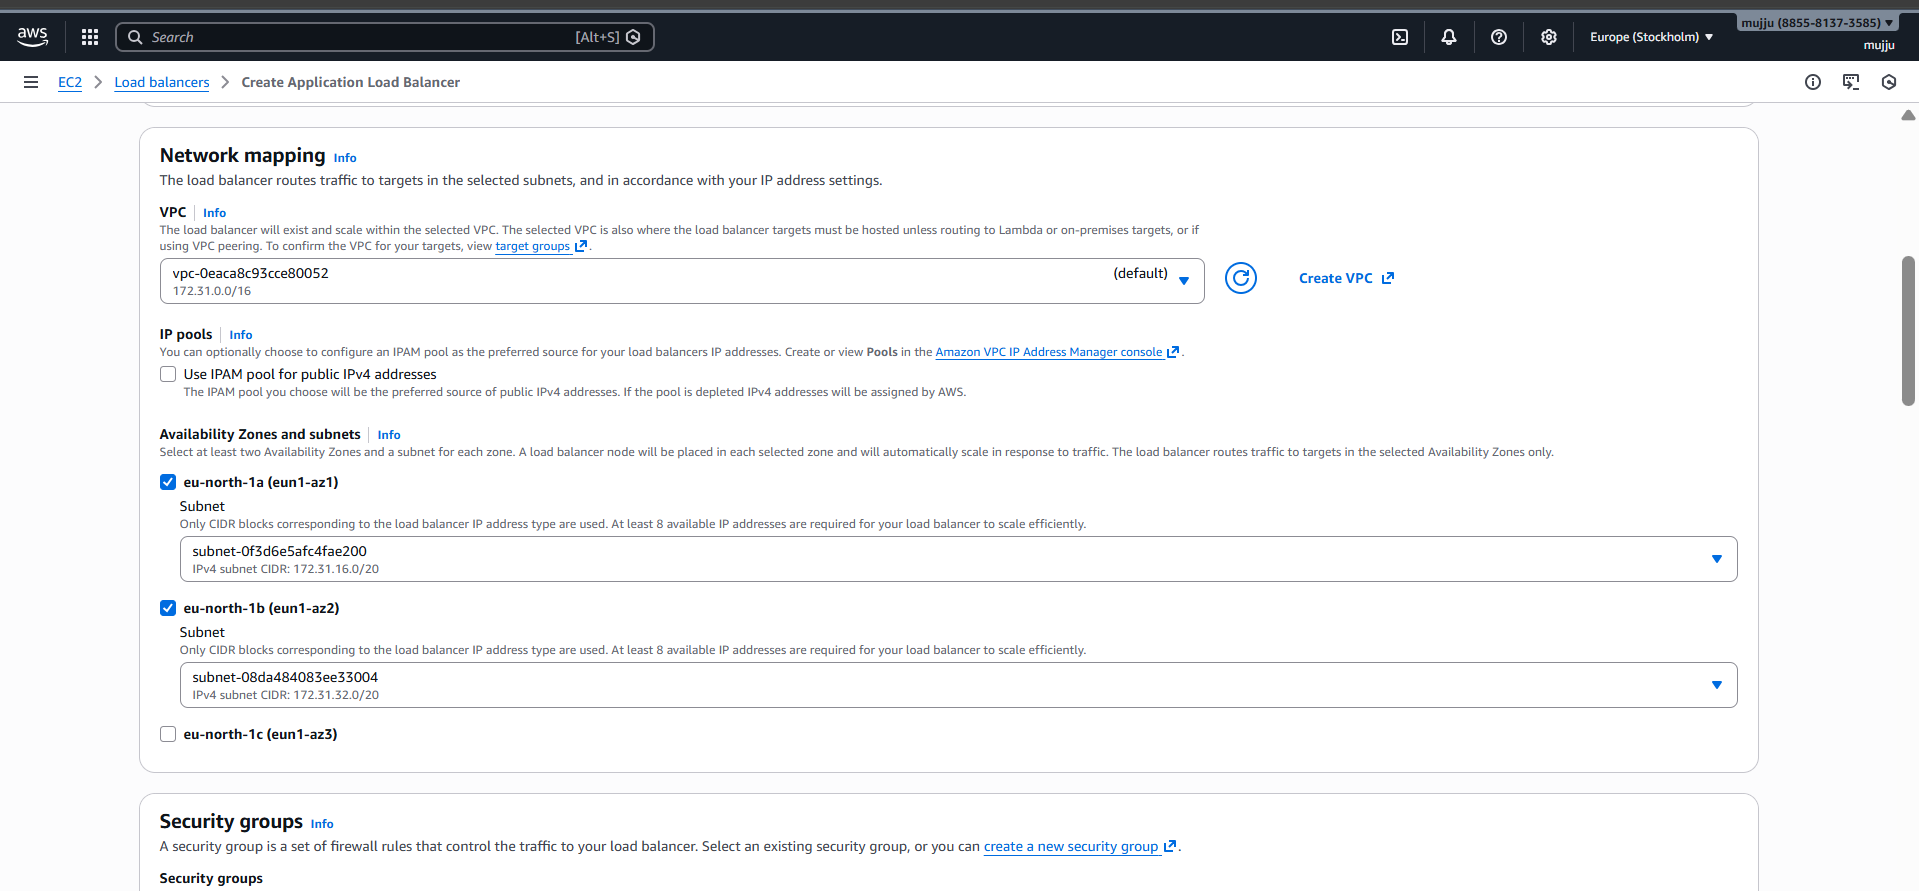 aws
Search [Alt+S]
Europe (Stockholm)
mujju (8855-8137-3585)
mujju
EC2 Load balancers Create Application Load Balancer
Network mapping Info
The load balancer routes traffic to targets in the selected subnets, and in accordance with your IP address settings.
VPC Info
The load balancer will exist and scale within the selected VPC. The selected VPC is also where the load balancer targets must be hosted unless routing to Lambda or on-premises targets, or if
using VPC peering. To confirm the VPC for your targets, view target groups.
vpc-0eaca8c93cce80052 (default)
172.31.0.0/16
Create VPC
IP pools Info
You can optionally choose to configure an IPAM pool as the preferred source for your load balancers IP addresses. Create or view Pools in the Amazon VPC IP Address Manager console.
Use IPAM pool for public IPv4 addresses
The IPAM pool you choose will be the preferred source of public IPv4 addresses. If the pool is depleted IPv4 addresses will be assigned by AWS.
Availability Zones and subnets Info
Select at least two Availability Zones and a subnet for each zone. A load balancer node will be placed in each selected zone and will automatically scale in response to traffic. The load balancer routes traffic to targets in the selected Availability Zones only.
eu-north-1a (eun1-az1)
Subnet
Only CIDR blocks corresponding to the load balancer IP address type are used. At least 8 available IP addresses are required for your load balancer to scale efficiently.
subnet-0f3d6e5afc4fae200
IPv4 subnet CIDR: 172.31.16.0/20
eu-north-1b (eun1-az2)
Subnet
Only CIDR blocks corresponding to the load balancer IP address type are used. At least 8 available IP addresses are required for your load balancer to scale efficiently.
subnet-08da484083ee33004
IPv4 subnet CIDR: 172.31.32.0/20
eu-north-1c (eun1-az3)
Security groups Info
A security group is a set of firewall rules that control the traffic to your load balancer. Select an existing security group, or you can create a new security group.
Security groups